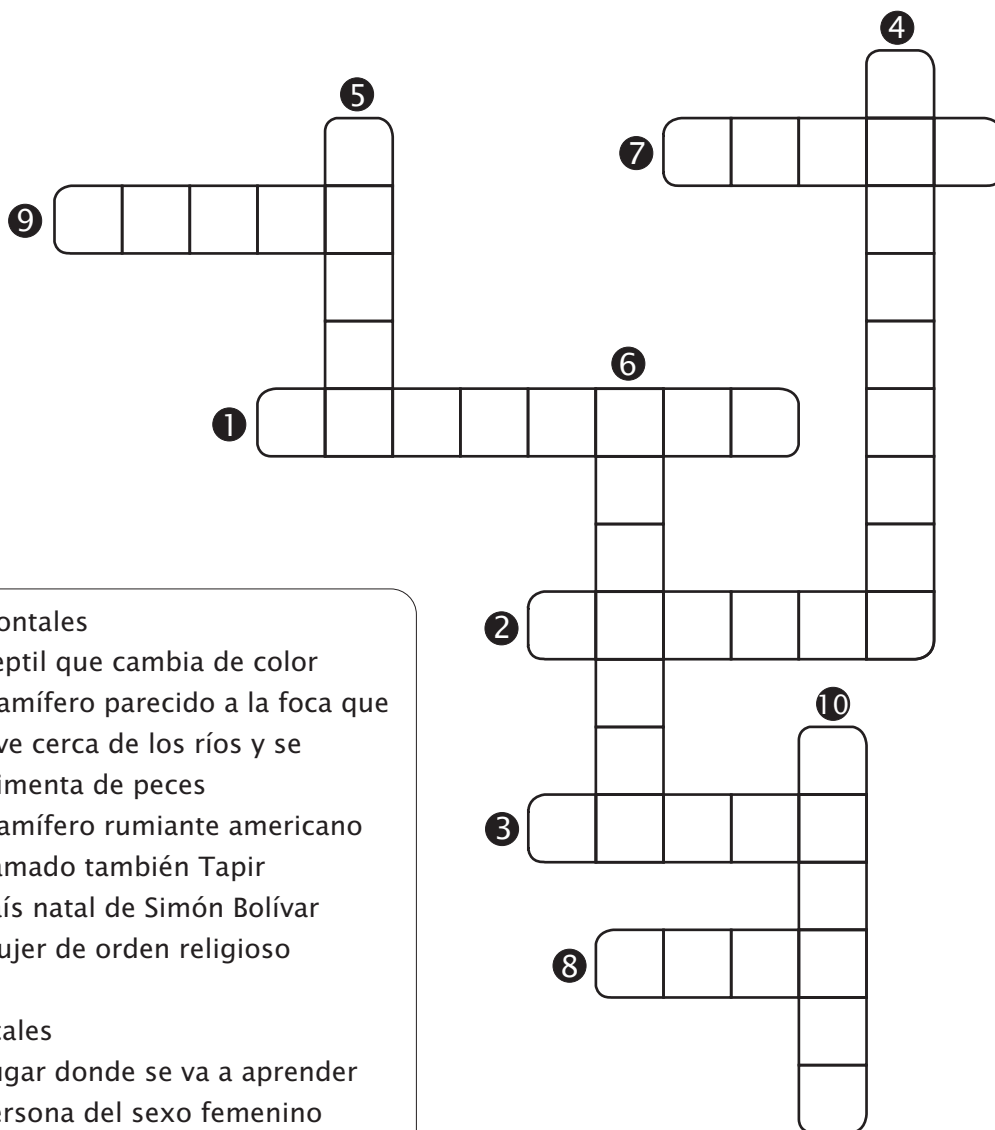 4
5
7
9
6
1
2
10
3
8
ontales
eptil que cambia de color
amífero parecido a la foca que
ve cerca de los ríos y se
imenta de peces
amífero rumiante americano
amado también Tapir
aís natal de Simón Bolívar
ujer de orden religioso
cales
ugar donde se va a aprender
ersona del sexo femenino